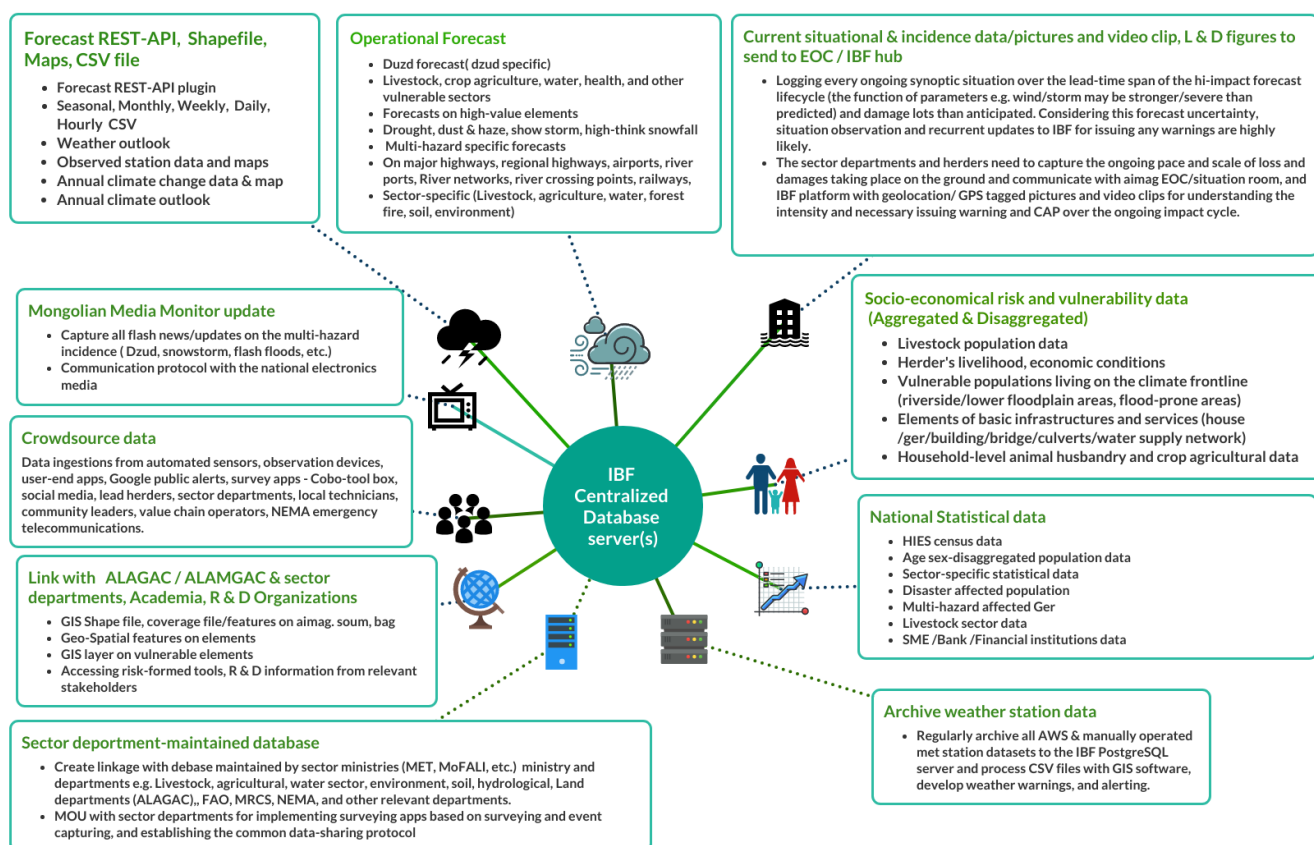 Forecast REST-API, Shapefile,
Maps, CSV file
• Forecast REST-API plugin
• Seasonal, Monthly, Weekly, Daily,
Hourly CSV
• Weather outlook
• Observed station data and maps
• Annual climate change data & map
• Annual climate outlook
Operational Forecast
• Duzd forecast( dzud specific)
• Livestock, crop agriculture, water, health, and other
vulnerable sectors
• Forecasts on high-value elements
• Drought, dust & haze, show storm, high-think snowfall
• Multi-hazard specific forecasts
• On major highways, regional highways, airports, river
ports, River networks, river crossing points, railways,
• Sector-specific (Livestock, agriculture, water, forest
fire, soil, environment)
Current situational & incidence data/pictures and video clip, L & D figures to
send to EOC / IBF hub
• Logging every ongoing synoptic situation over the lead-time span of the hi-impact forecast
lifecycle (the function of parameters e.g. wind/storm may be stronger/severe than
predicted) and damage lots than anticipated. Considering this forecast uncertainty,
situation observation and recurrent updates to IBF for issuing any warnings are highly
likely.
• The sector departments and herders need to capture the ongoing pace and scale of loss and
damages taking place on the ground and communicate with aimag EOC/situation room, and
IBF platform with geolocation/ GPS tagged pictures and video clips for understanding the
intensity and necessary issuing warning and CAP over the ongoing impact cycle.
Mongolian Media Monitor update
• Capture all flash news/updates on the multi-hazard
incidence ( Dzud, snowstorm, flash floods, etc.)
• Communication protocol with the national electronics
media
Socio-economical risk and vulnerability data
(Aggregated & Disaggregated)
• Livestock population data
• Herder's livelihood, economic conditions
• Vulnerable populations living on the climate frontline
(riverside/lower floodplain areas, flood-prone areas)
• Elements of basic infrastructures and services (house
/ger/building/bridge/culverts/water supply network)
• Household-level animal husbandry and crop agricultural data
Crowdsource data
Data ingestions from automated sensors, observation devices,
user-end apps, Google public alerts, survey apps - Cobo-tool box,
social media, lead herders, sector departments, local technicians,
community leaders, value chain operators, NEMA emergency
telecommunications.
IBF
Centralized
Database
server(s)
National Statistical data
• HIES census data
• Age sex-disaggregated population data
• Sector-specific statistical data
• Disaster affected population
• Multi-hazard affected Ger
• Livestock sector data
• SME /Bank /Financial institutions data
Link with ALAGAC / ALAMGAC & sector
departments, Academia, R & D Organizations
• GIS Shape file, coverage file/features on aimag. soum, bag
• Geo-Spatial features on elements
• GIS layer on vulnerable elements
• Accessing risk-formed tools, R & D information from relevant
stakeholders
Archive weather station data
• Regularly archive all AWS & manually operated
met station datasets to the IBF PostgreSQL
server and process CSV files with GIS software,
develop weather warnings, and alerting.
Sector deportment-maintained database
• Create linkage with debase maintained by sector ministries (MET, MoFALI, etc.) ministry and
departments e.g. Livestock, agricultural, water sector, environment, soil, hydrological, Land
departments (ALAGAC),, FAO, MRCS, NEMA, and other relevant departments.
• MOU with sector departments for implementing surveying apps based on surveying and event
capturing, and establishing the common data-sharing protocol